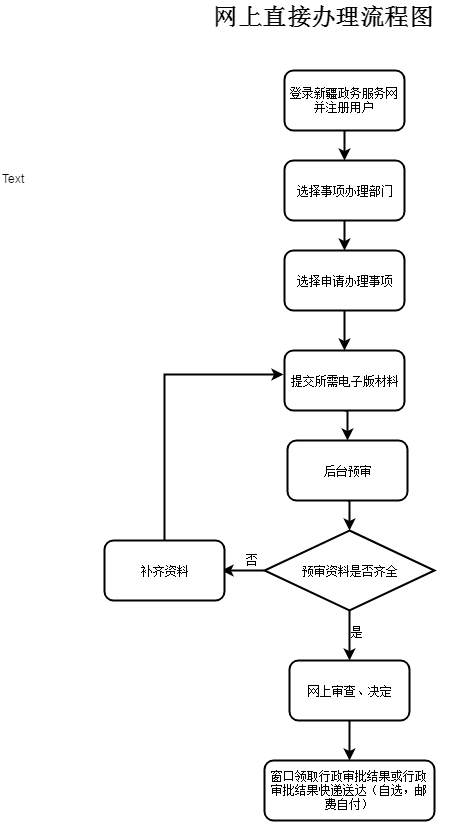 网上直接办理流程图
登录新疆政务服务网
并注册用户
Text
选择事项办理部门
选择申请办理事项
提交所需电子版材料
后台预审
预审资料是否齐全
否
补齐资料
是
网上审查、决定
窗口领取行政审批结果或行政
审批结果快递送达（自选，邮
费自付）